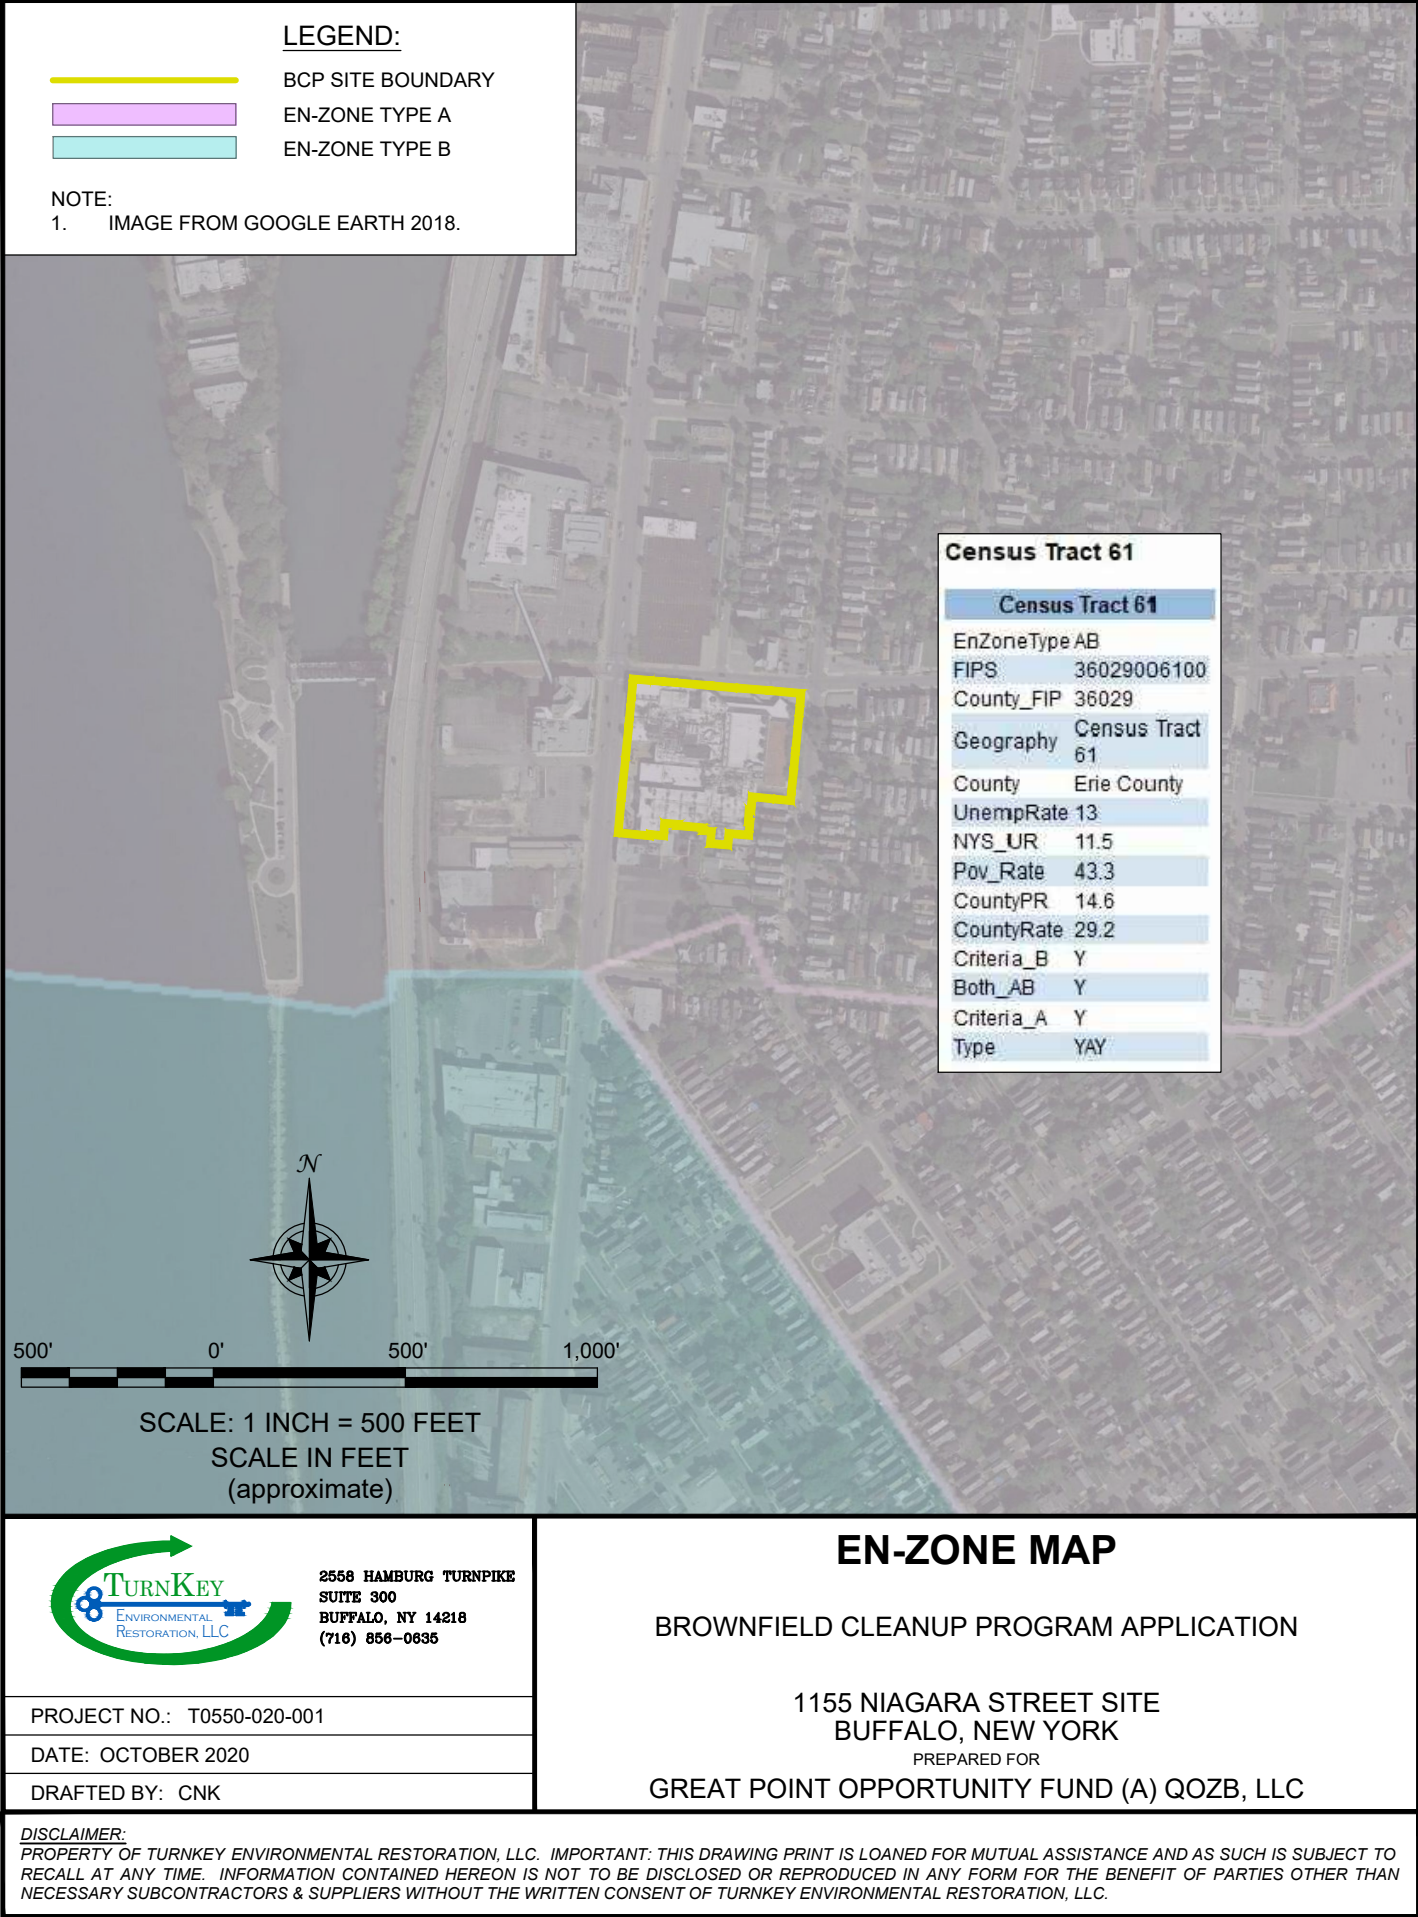 LEGEND:
BCP SITE BOUNDARY
EN-ZONE TYPE A
EN-ZONE TYPE B
NOTE:
1. IMAGE FROM GOOGLE EARTH 2018.
Census Tract 61
Census Tract 61
EnZoneType AB
FIPS 36029006100
County_FIP 36029
Geography Census Tract
61
County Erie County
UnempRate 13
NYS_UR 11.5
Pov_Rate 43.3
CountyPR 14.6
CountyRate 29.2
Criteria_B Y
Both_AB Y
Criteria_A Y
Type YAY
N
500' 0' 500' 1,000'
SCALE: 1 INCH = 500 FEET
SCALE IN FEET
(approximate)
TURNKEY
ENVIRONMENTAL
RESTORATION, LLC
2558 HAMBURG TURNPIKE
SUITE 300
BUFFALO, NY 14218
(716) 856-0635
PROJECT NO.: T0550-020-001
DATE: OCTOBER 2020
DRAFTED BY: CNK
EN-ZONE MAP
BROWNFIELD CLEANUP PROGRAM APPLICATION
1155 NIAGARA STREET SITE
BUFFALO, NEW YORK
PREPARED FOR
GREAT POINT OPPORTUNITY FUND (A) QOZB, LLC
DISCLAIMER:
PROPERTY OF TURNKEY ENVIRONMENTAL RESTORATION, LLC. IMPORTANT: THIS DRAWING PRINT IS LOANED FOR MUTUAL ASSISTANCE AND AS SUCH IS SUBJECT TO
RECALL AT ANY TIME. INFORMATION CONTAINED HEREON IS NOT TO BE DISCLOSED OR REPRODUCED IN ANY FORM FOR THE BENEFIT OF PARTIES OTHER THAN
NECESSARY SUBCONTRACTORS & SUPPLIERS WITHOUT THE WRITTEN CONSENT OF TURNKEY ENVIRONMENTAL RESTORATION, LLC.